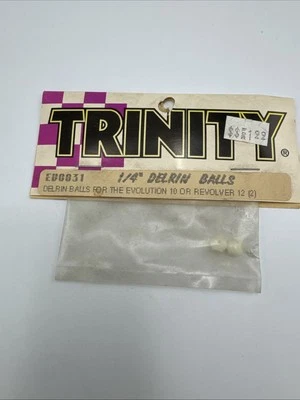 TRINITY®
EV0031 1/4" DELRIN BALLS
DELRIN BALLS FOR THE EVOLUTION 10 OR REVOLVER 12 (2)